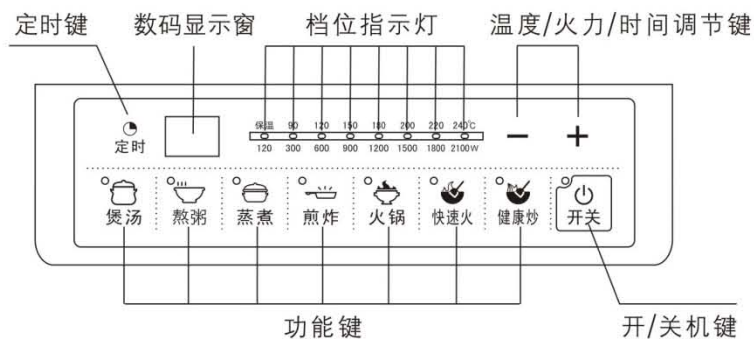 定时键 数码显示窗 档位指示灯 温度/火力/时间调节键
保温 90 120 150 180 200 220 240℃
定时 120 300 600 900 1200 1500 1800 2100W − +
煲汤 熬粥 蒸煮 煎炸 火锅 快速火 健康炒 开关
功能键 开/关机键